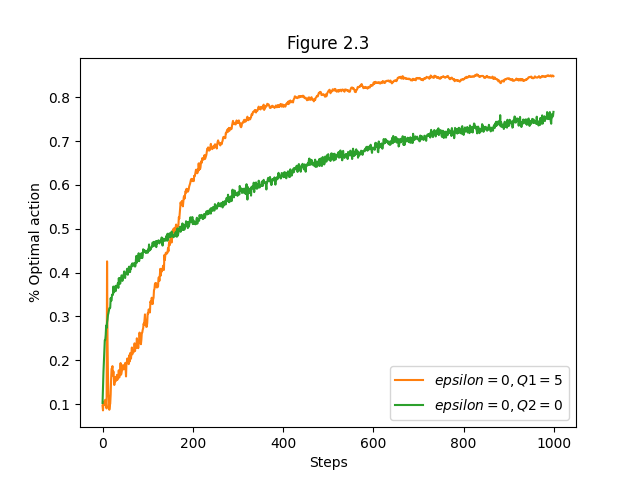 Figure 2.3
% Optimal action
0.8
0.7
0.6
0.5
0.4
0.3
0.2
0.1
0
200
400
600
800
1000
Steps
epsilon = 0, Q1 = 5
epsilon = 0, Q2 = 0